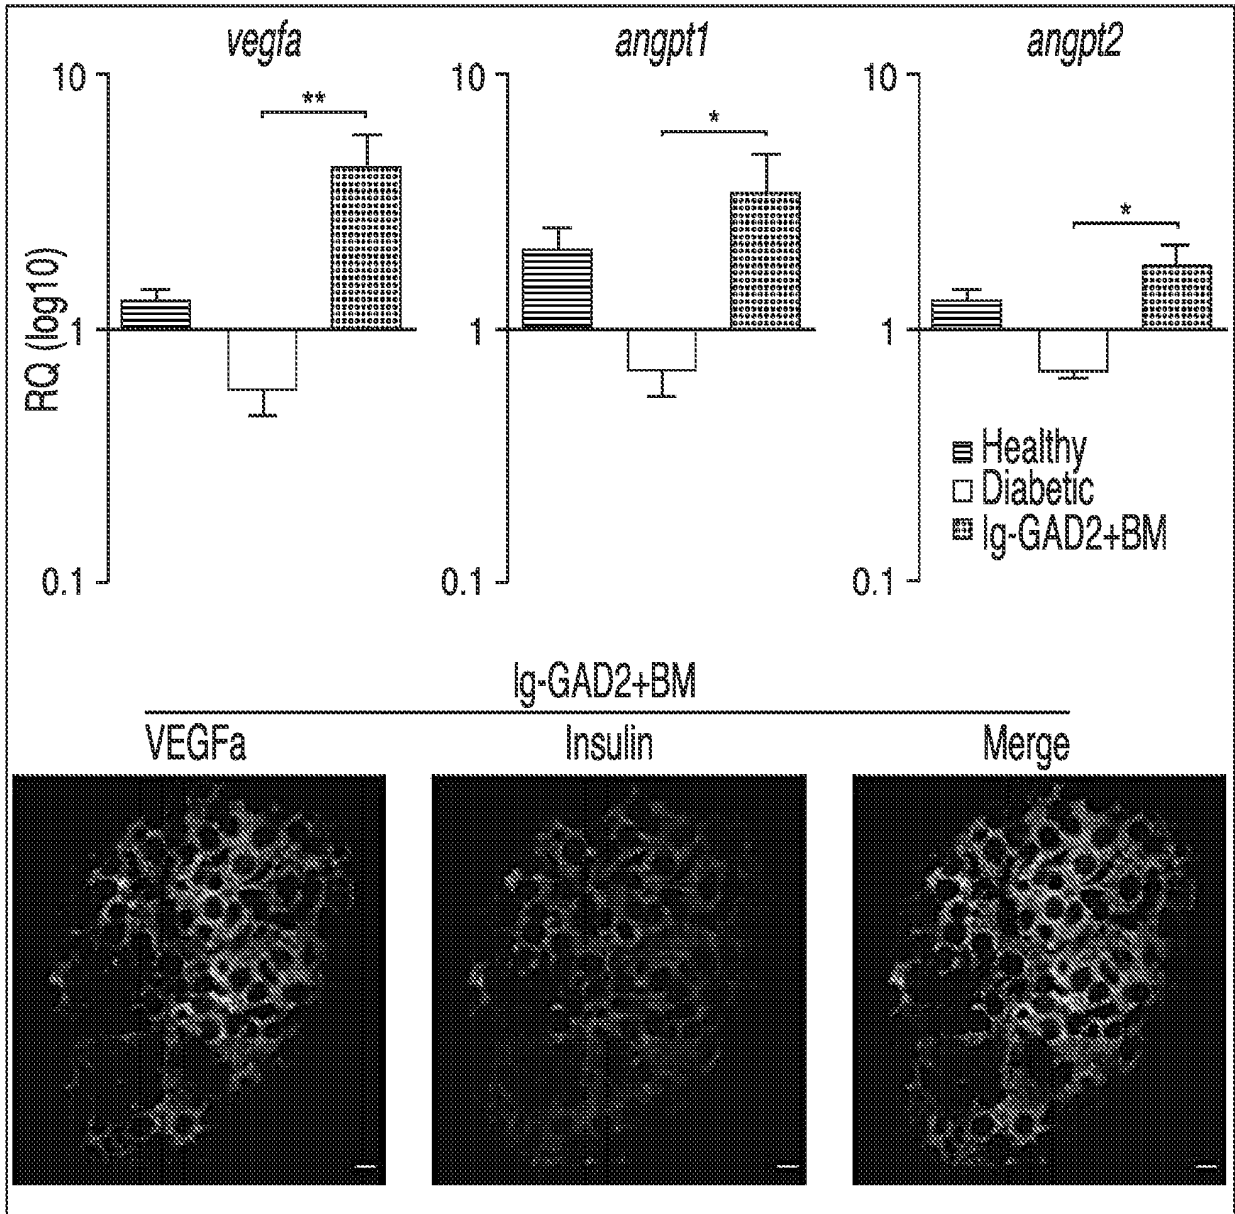 vegfa angpt1 angpt2
10 10 10
** * *
RQ (log10)
1 1 1
Healthy
Diabetic
Ig-GAD2+BM
0.1 0.1 0.1
Ig-GAD2+BM
VEGFa Insulin Merge